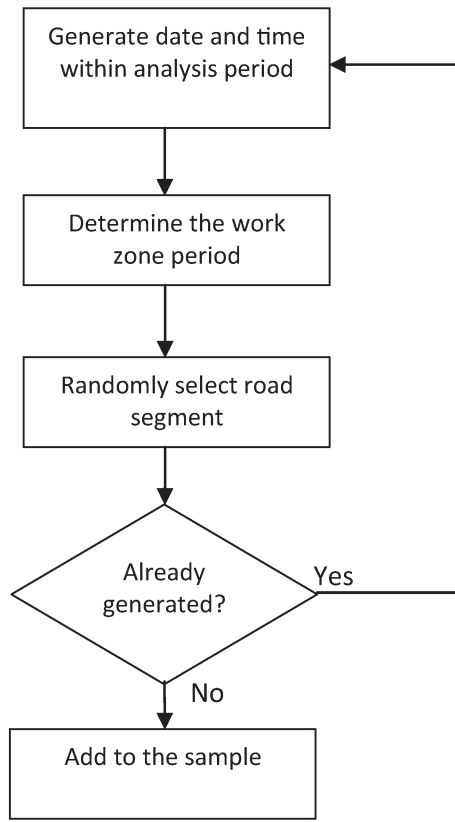 Generate date and time
within analysis period
Determine the work
zone period
Randomly select road
segment
Already
generated?
Yes
No
Add to the sample